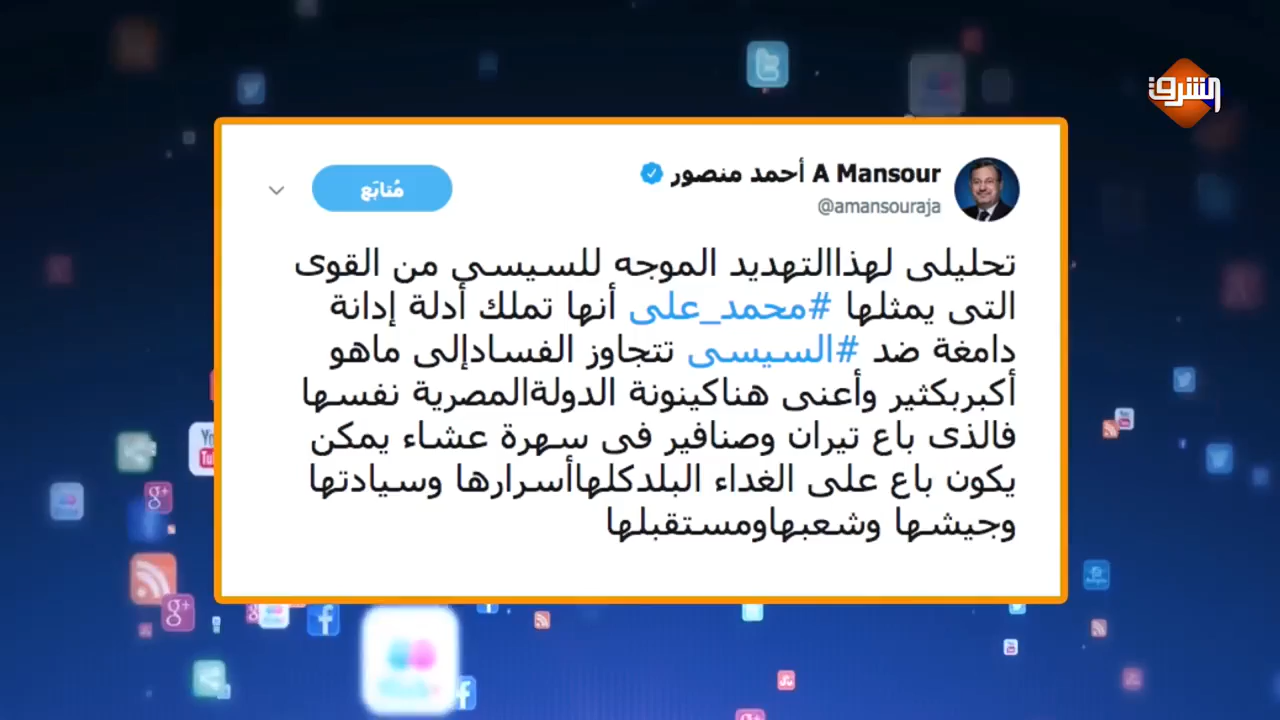 الشرق
A Mansour أحمد منصور
@amansouraja
مُتابَع
تحليلى لهذاالتهديد الموجه للسيسى من القوى
التى يمثلها #محمد_على أنها تملك أدلة إدانة
دامغة ضد #السيسى تتجاوز الفسادإلى ماهو
أكبربكثير وأعنى هناكينونة الدولةالمصرية نفسها
فالذى باع تيران وصنافير فى سهرة عشاء يمكن
يكون باع على الغداء البلدكلهاأسرارها وسيادتها
وجيشها وشعبهاومستقبلها